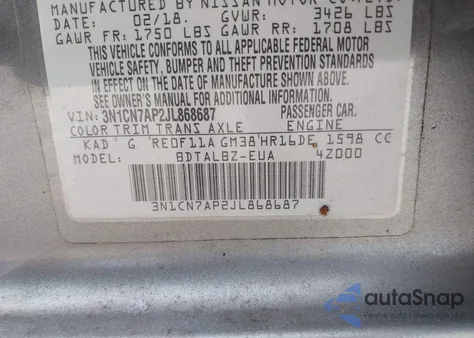 MANUFACTURED BY NISSAN MOTOR
DATE: 02/18. GVWR: 3426 LBS
GAWR FR: 1750 LBS GAWR RR: 1708 LBS
THIS VEHICLE CONFORMS TO ALL APPLICABLE FEDERAL MOTOR
VEHICLE SAFETY, BUMPER AND THEFT PREVENTION STANDARDS
IN EFFECT ON THE DATE OF MANUFACTURE SHOWN ABOVE.
SEE OWNER'S MANUAL FOR MORE INFORMATION.
V.I.N: 3N1CN7AP2JL868687 PASSENGER CAR.
COLOR TRIM TRANS AXLE ENGINE
KAD G RE0F11A GM38 HR16DE 1598 CC
MODEL: BDTALBZ-EUA 4Z000
3N1CN7AP2JL868687
autoSnap